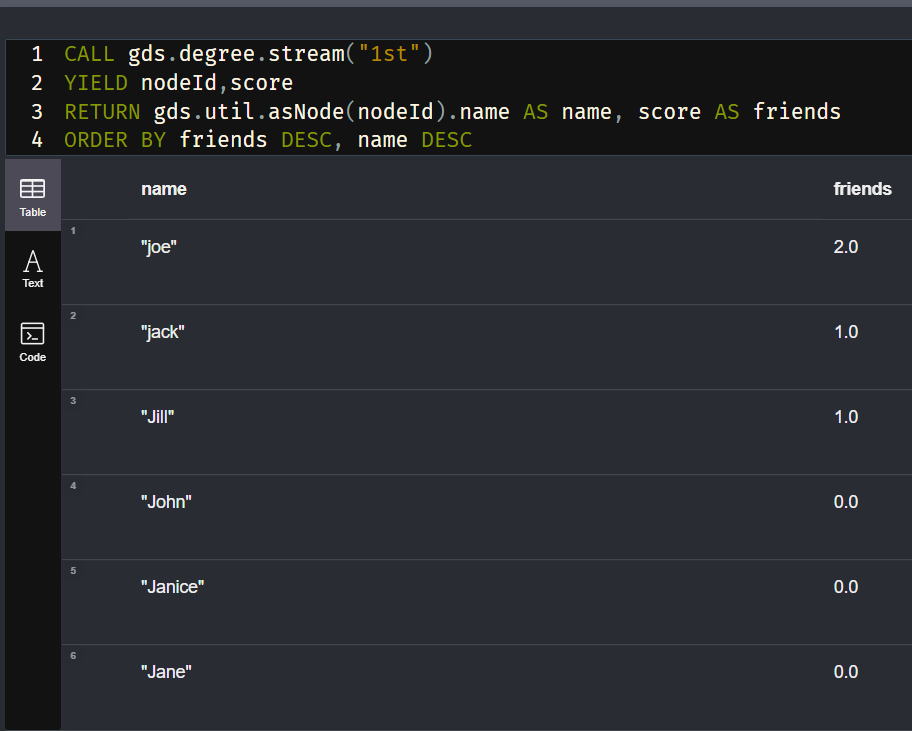 1 CALL gds.degree.stream("1st")
2 YIELD nodeId,score
3 RETURN gds.util.asNode(nodeId).name AS name, score AS friends
4 ORDER BY friends DESC, name DESC
Table
Text
Code
name friends
1 "joe" 2.0
2 "jack" 1.0
3 "Jill" 1.0
4 "John" 0.0
5 "Janice" 0.0
6 "Jane" 0.0